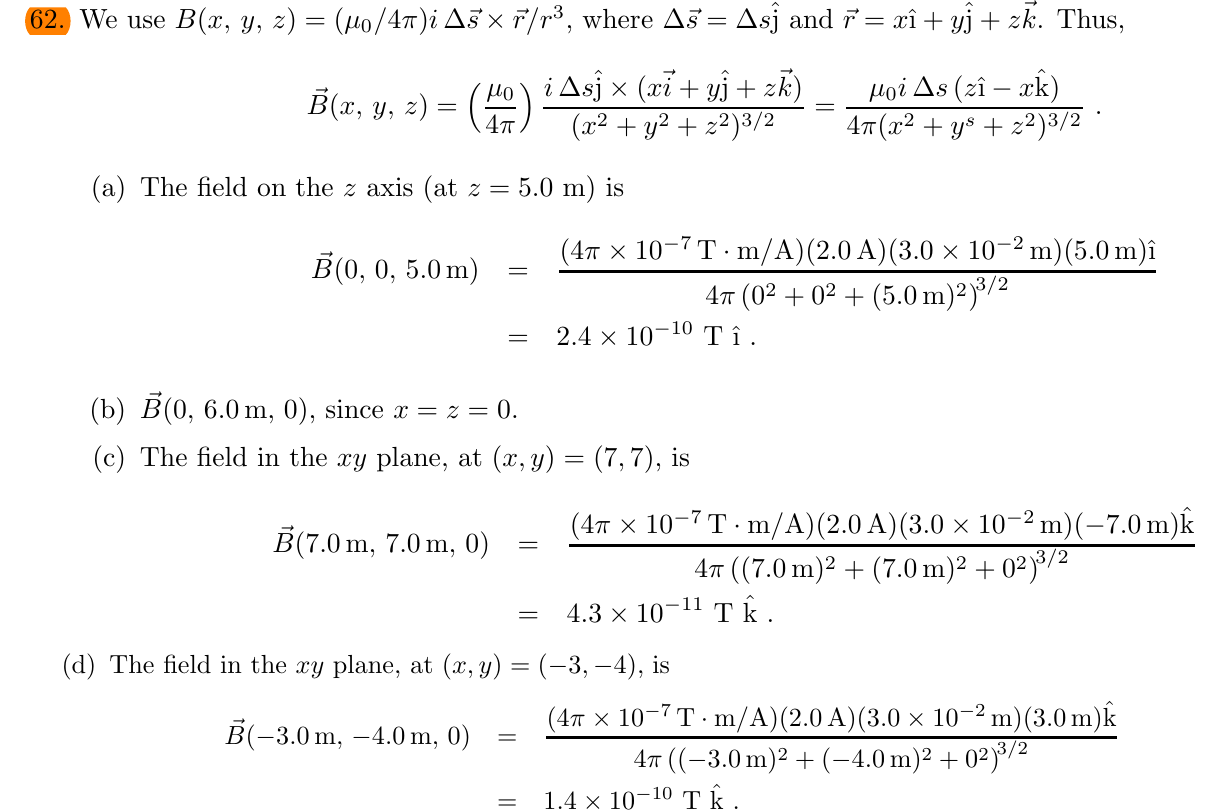 62. We use B(x, y, z) = (μ₀/4π)i Δs⃗ × r⃗/r³, where Δs⃗ = Δsĵ and r⃗ = xî + yĵ + zk⃗. Thus,
B⃗(x, y, z) = (μ₀/4π) i Δsĵ × (xi⃗ + yĵ + zk⃗)/(x² + y² + z²)^3/2 = μ₀i Δs (zî − xk̂)/4π(x² + yˢ + z²)^3/2 .
(a) The field on the z axis (at z = 5.0 m) is
B⃗(0, 0, 5.0 m) = (4π × 10⁻⁷ T · m/A)(2.0 A)(3.0 × 10⁻² m)(5.0 m)î/4π (0² + 0² + (5.0 m)²)^3/2
= 2.4 × 10⁻¹⁰ T î .
(b) B⃗(0, 6.0 m, 0), since x = z = 0.
(c) The field in the xy plane, at (x, y) = (7, 7), is
B⃗(7.0 m, 7.0 m, 0) = (4π × 10⁻⁷ T · m/A)(2.0 A)(3.0 × 10⁻² m)(−7.0 m)k̂/4π ((7.0 m)² + (7.0 m)² + 0²)^3/2
= 4.3 × 10⁻¹¹ T k̂ .
(d) The field in the xy plane, at (x, y) = (−3, −4), is
B⃗(−3.0 m, −4.0 m, 0) = (4π × 10⁻⁷ T · m/A)(2.0 A)(3.0 × 10⁻² m)(3.0 m)k̂/4π ((−3.0 m)² + (−4.0 m)² + 0²)^3/2
= 1.4 × 10⁻¹⁰ T k̂ .